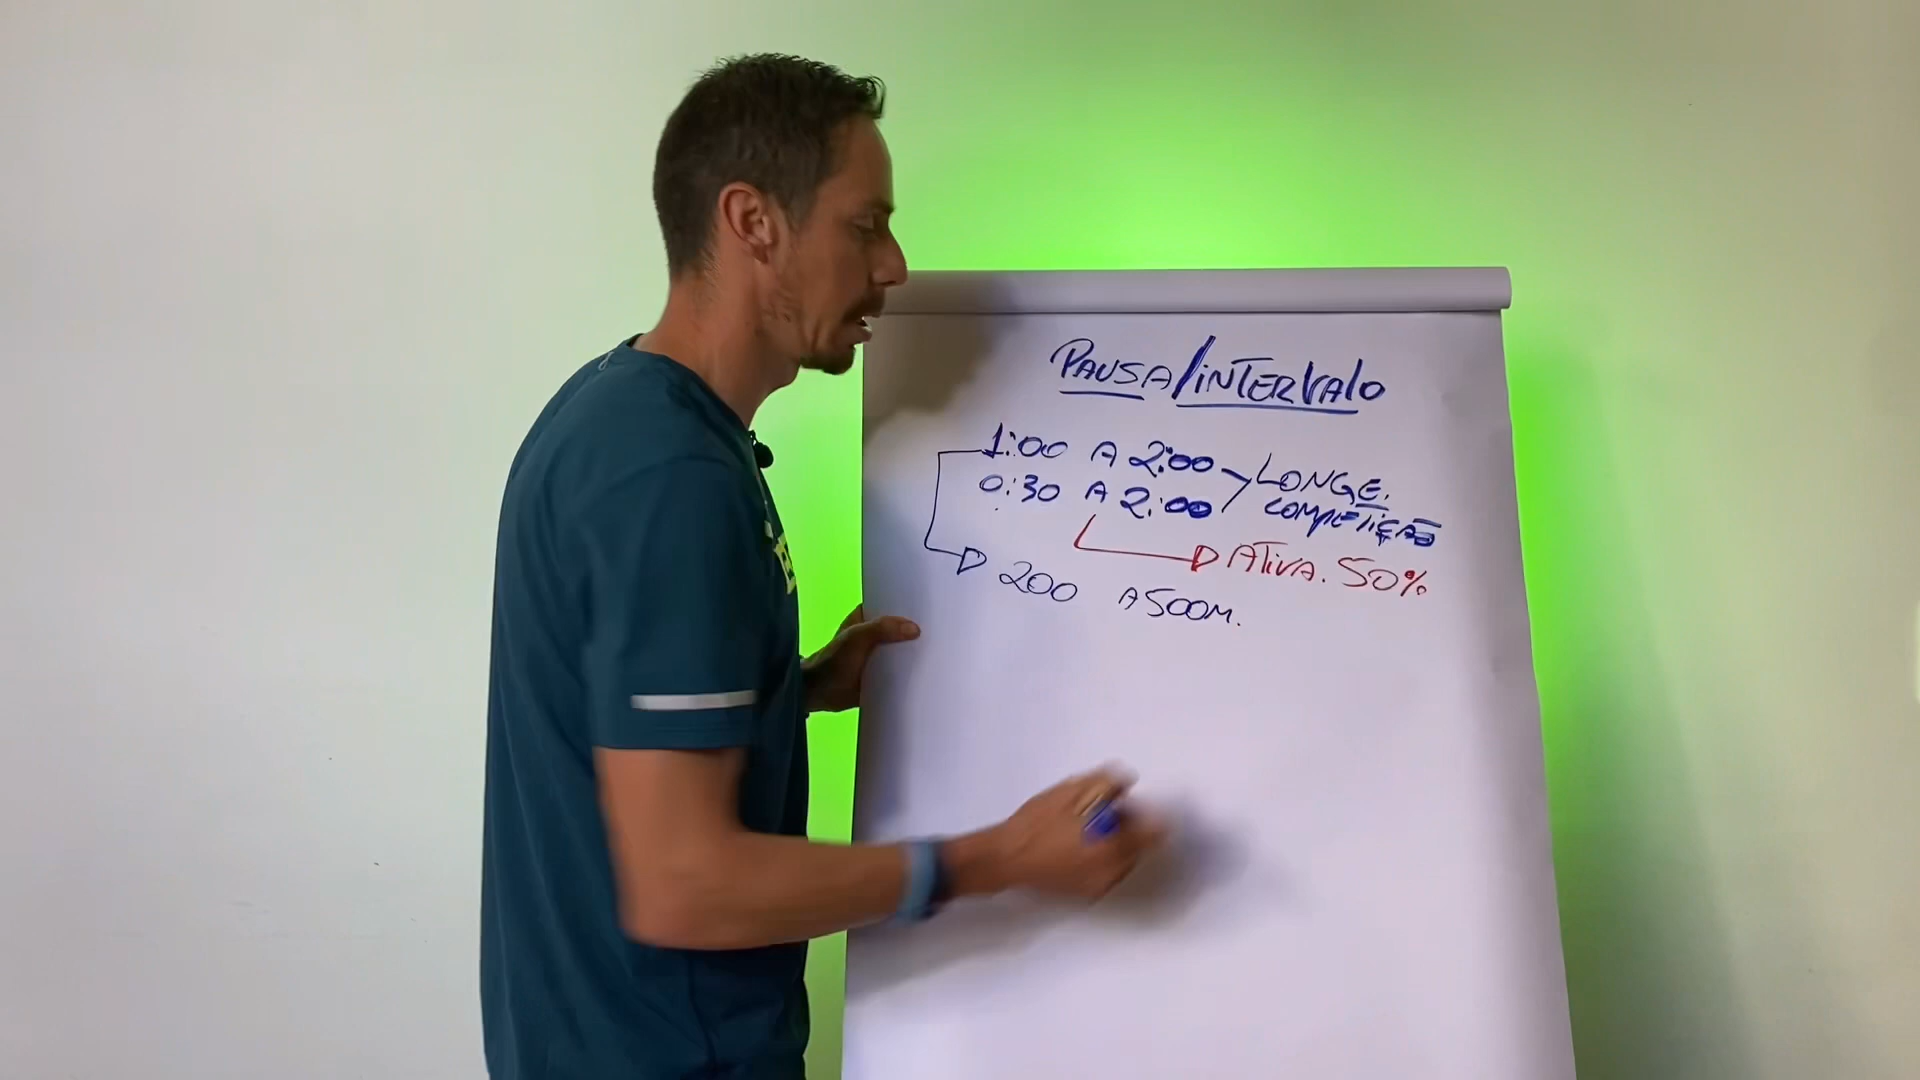 PAUSA/iNTERVAlO
1:00 A 2:00
0:30 A 2:00
LONGE.
COMPETiÇÃO
ATiVA. 50%
200 A 500M.